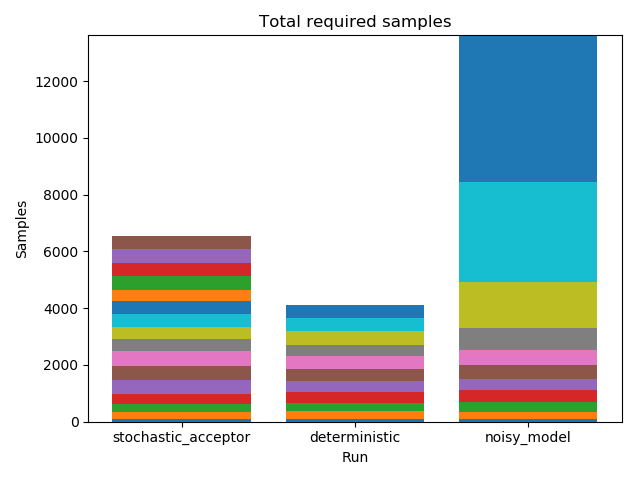 Total required samples
Samples
12000
10000
8000
6000
4000
2000
0
stochastic_acceptor
deterministic
noisy_model
Run